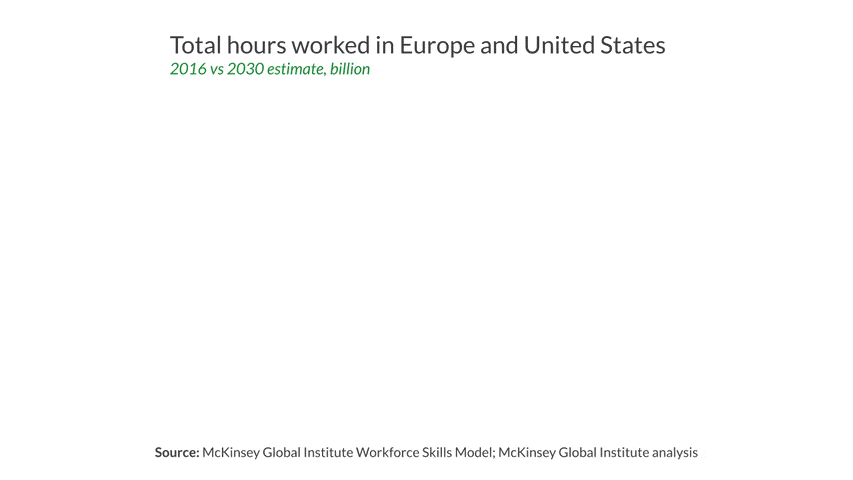 Total hours worked in Europe and United States
2016 vs 2030 estimate, billion
Source: McKinsey Global Institute Workforce Skills Model; McKinsey Global Institute analysis